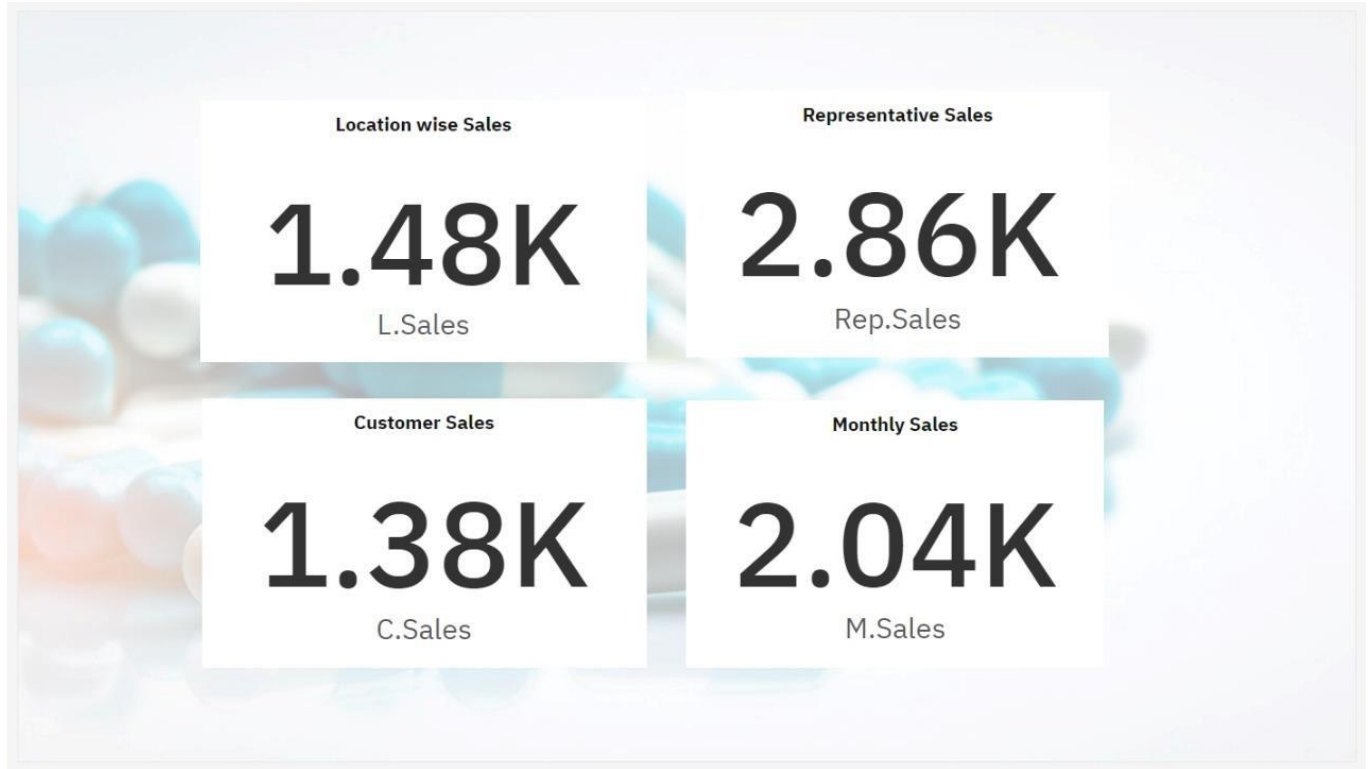 Location wise Sales
1.48K
L.Sales
Representative Sales
2.86K
Rep.Sales
Customer Sales
1.38K
C.Sales
Monthly Sales
2.04K
M.Sales